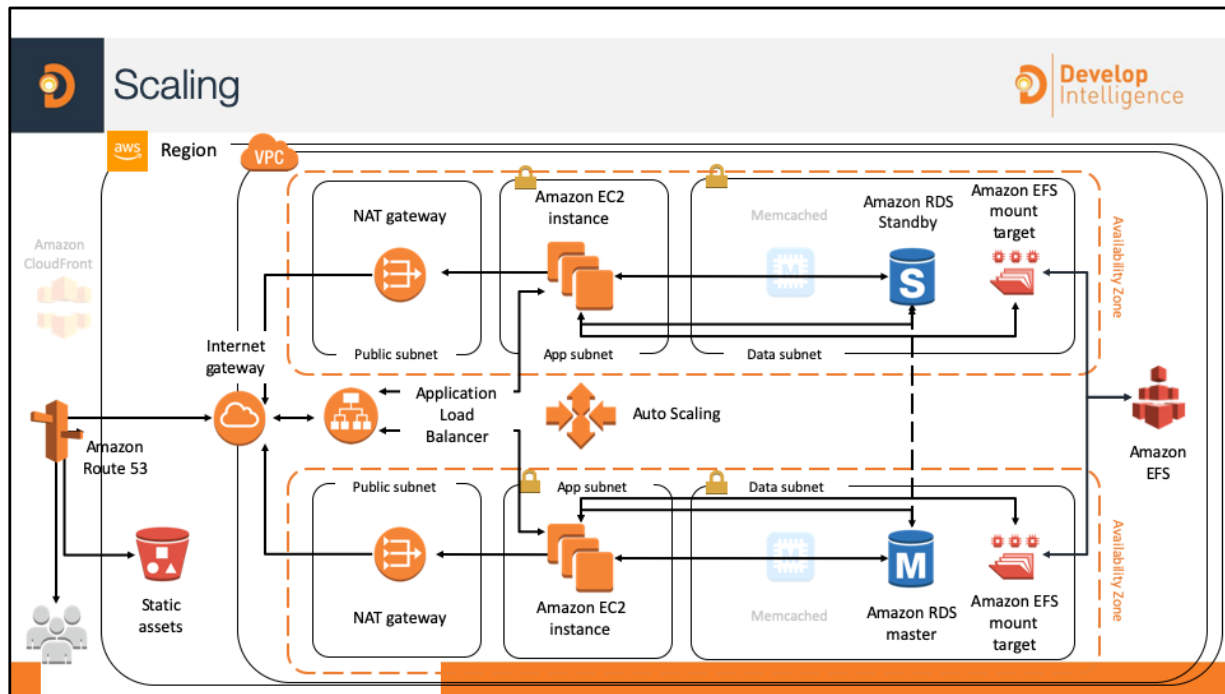 Scaling
Develop
Intelligence
aws
Region
VPC
Amazon
CloudFront
NAT gateway
Public subnet
Amazon EC2
instance
App subnet
Memcached
M
Amazon RDS
Standby
S
Amazon EFS
mount
target
Data subnet
Availability Zone
Internet
gateway
Application
Load
Balancer
Auto Scaling
Amazon
Route 53
Amazon
EFS
Static
assets
Public subnet
NAT gateway
App subnet
Amazon EC2
instance
Data subnet
Memcached
M
Amazon RDS
master
Amazon EFS
mount
target
Availability Zone